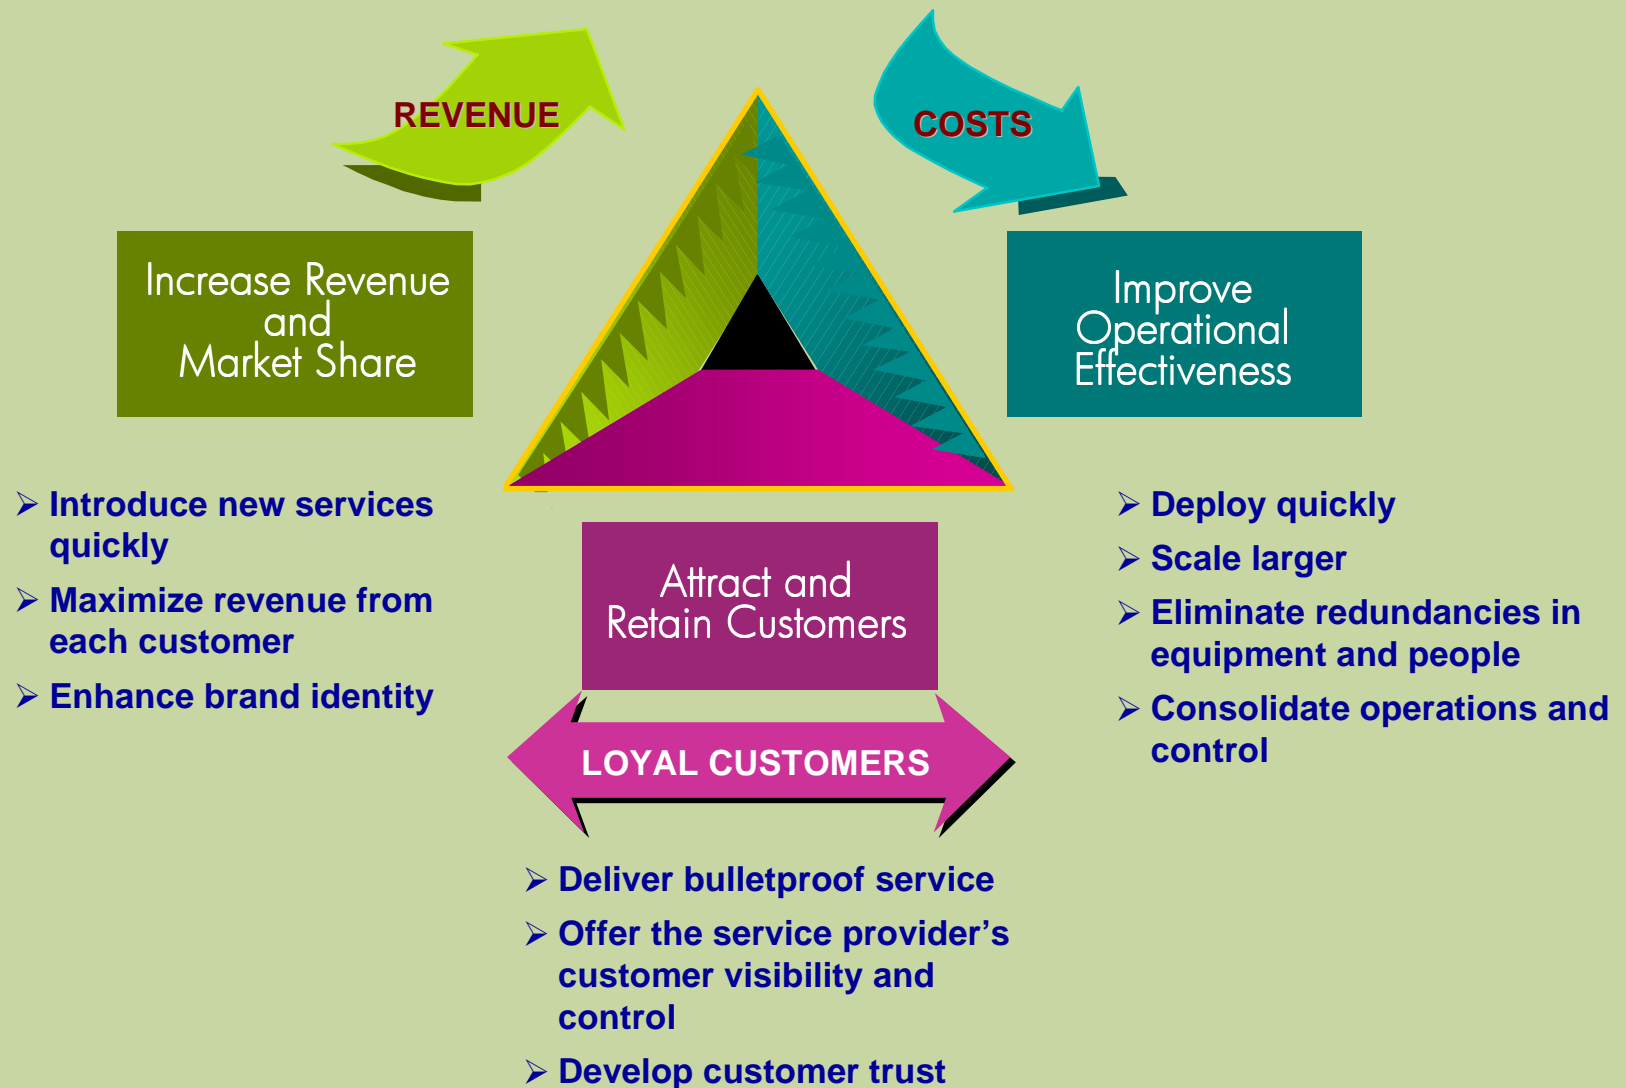 REVENUE
COSTS
Increase Revenue
and
Market Share
Improve
Operational
Effectiveness
➢ Introduce new services
quickly
➢ Maximize revenue from
each customer
➢ Enhance brand identity
Attract and
Retain Customers
LOYAL CUSTOMERS
➢ Deliver bulletproof service
➢ Offer the service provider’s
customer visibility and
control
➢ Develop customer trust
➢ Deploy quickly
➢ Scale larger
➢ Eliminate redundancies in
equipment and people
➢ Consolidate operations and
control